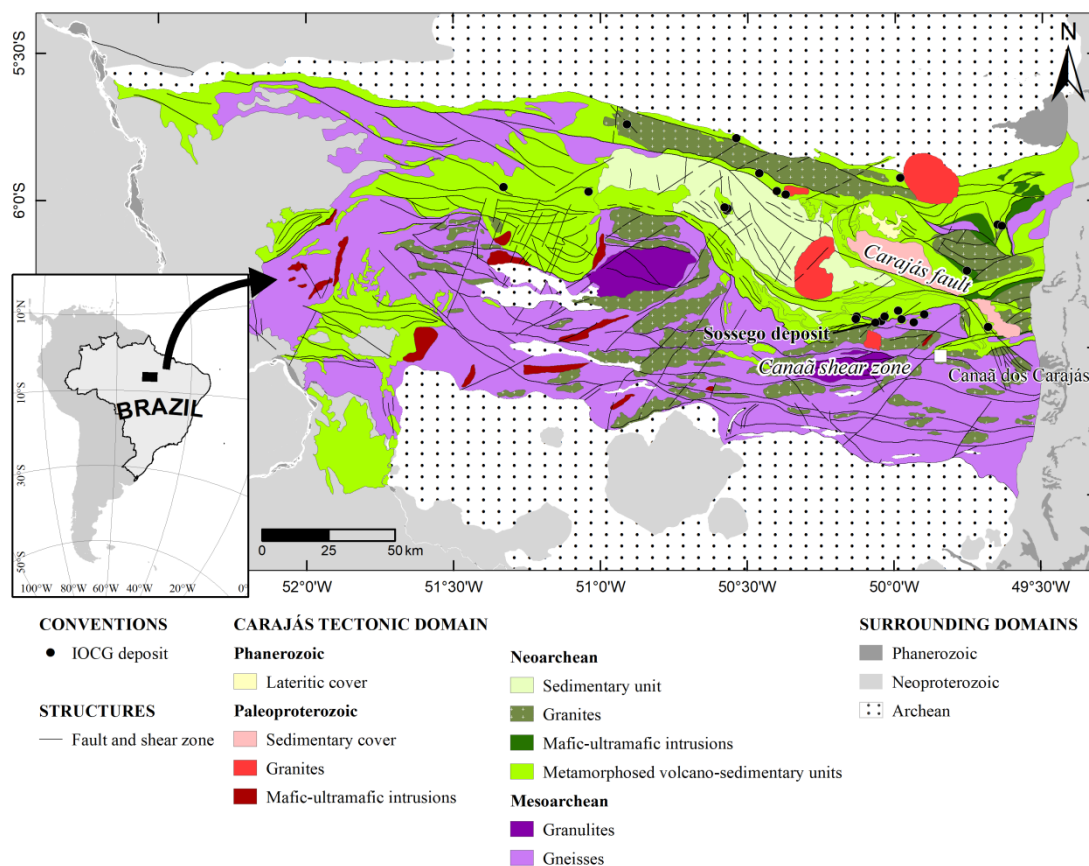 N
5°30'S
6°0'S
Carajás fault
Sossego deposit
Canaã shear zone
Canaã dos Carajás
0 25 50 km
52°0'W 51°30'W 51°0'W 50°30'W 50°0'W 49°30'W
10°N
0°
10°S
20°S
30°S
40°S
50°S
BRAZIL
100°W 80°W 60°W 40°W 20°W 0°
CONVENTIONS
IOCG deposit
STRUCTURES
Fault and shear zone
CARAJÁS TECTONIC DOMAIN
Phanerozoic
Lateritic cover
Paleoproterozoic
Sedimentary cover
Granites
Mafic-ultramafic intrusions
Neoarchean
Sedimentary unit
Granites
Mafic-ultramafic intrusions
Metamorphosed volcano-sedimentary units
Mesoarchean
Granulites
Gneisses
SURROUNDING DOMAINS
Phanerozoic
Neoproterozoic
Archean